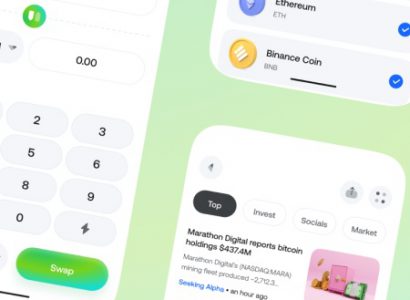 0.00
2
3
5
6
8
9
0
Swap
Ethereum
ETH
Binance Coin
BNB
Top
Invest
Socials
Market
Marathon Digital reports bitcoin
holdings $437.4M
Marathon Digital's (NASDAQ:MARA)
mining fleet produced ~2,712.3...
Seeking Alpha • an hour ago